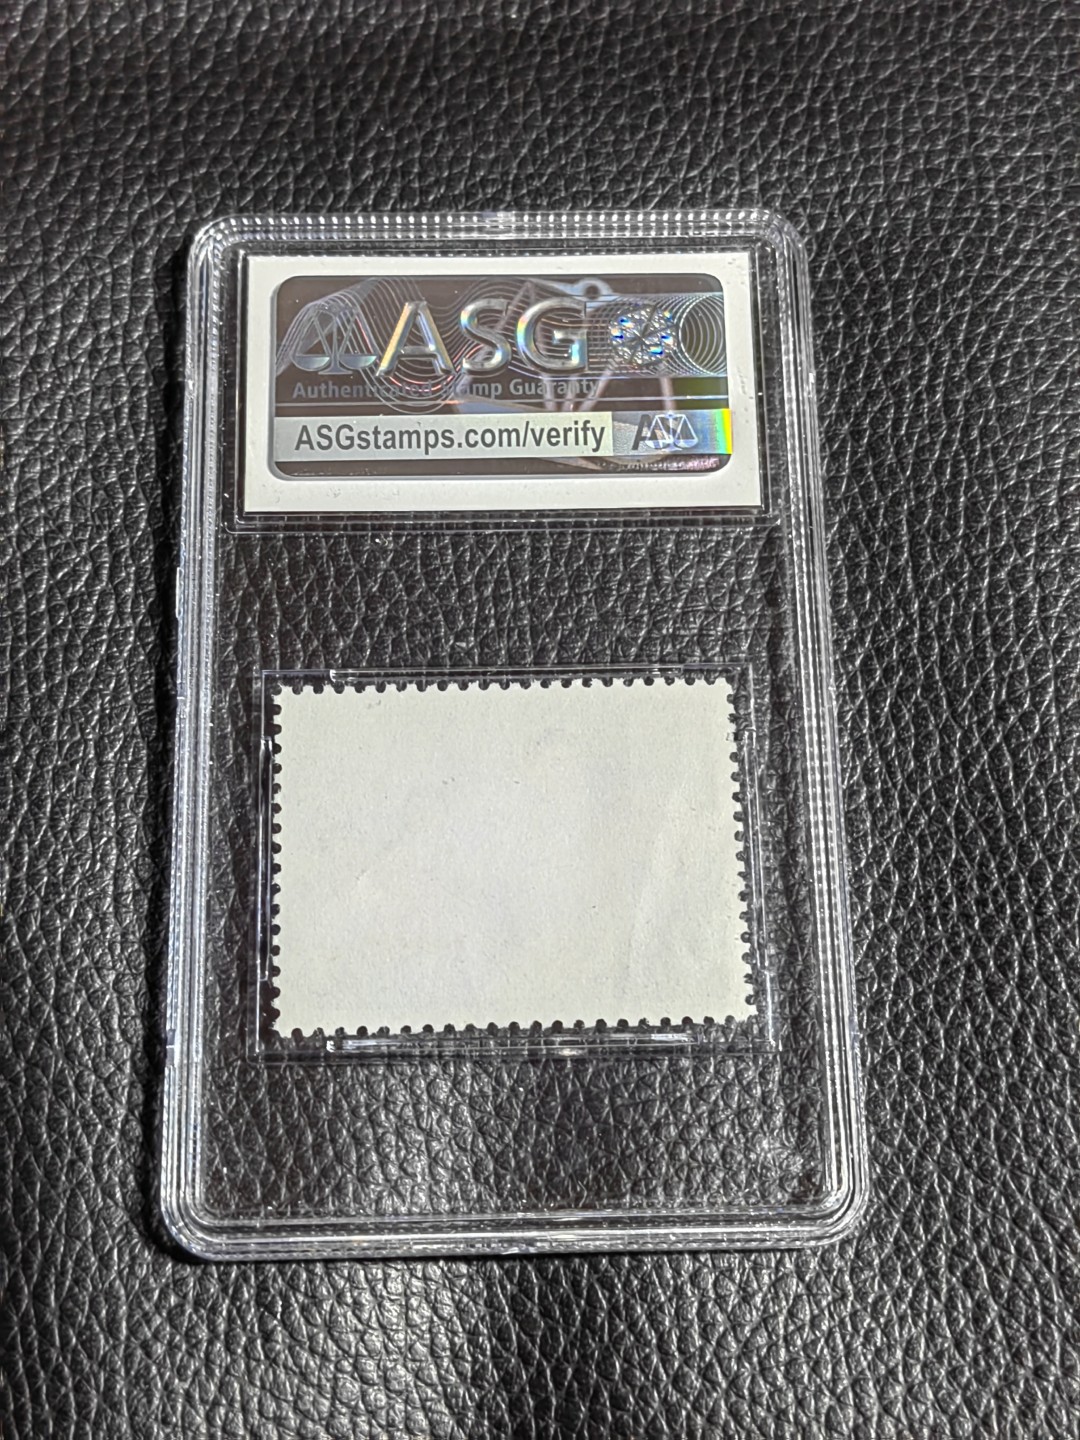 ASG
Authenticated Stamp Guaranty
ASGstamps.com/verify